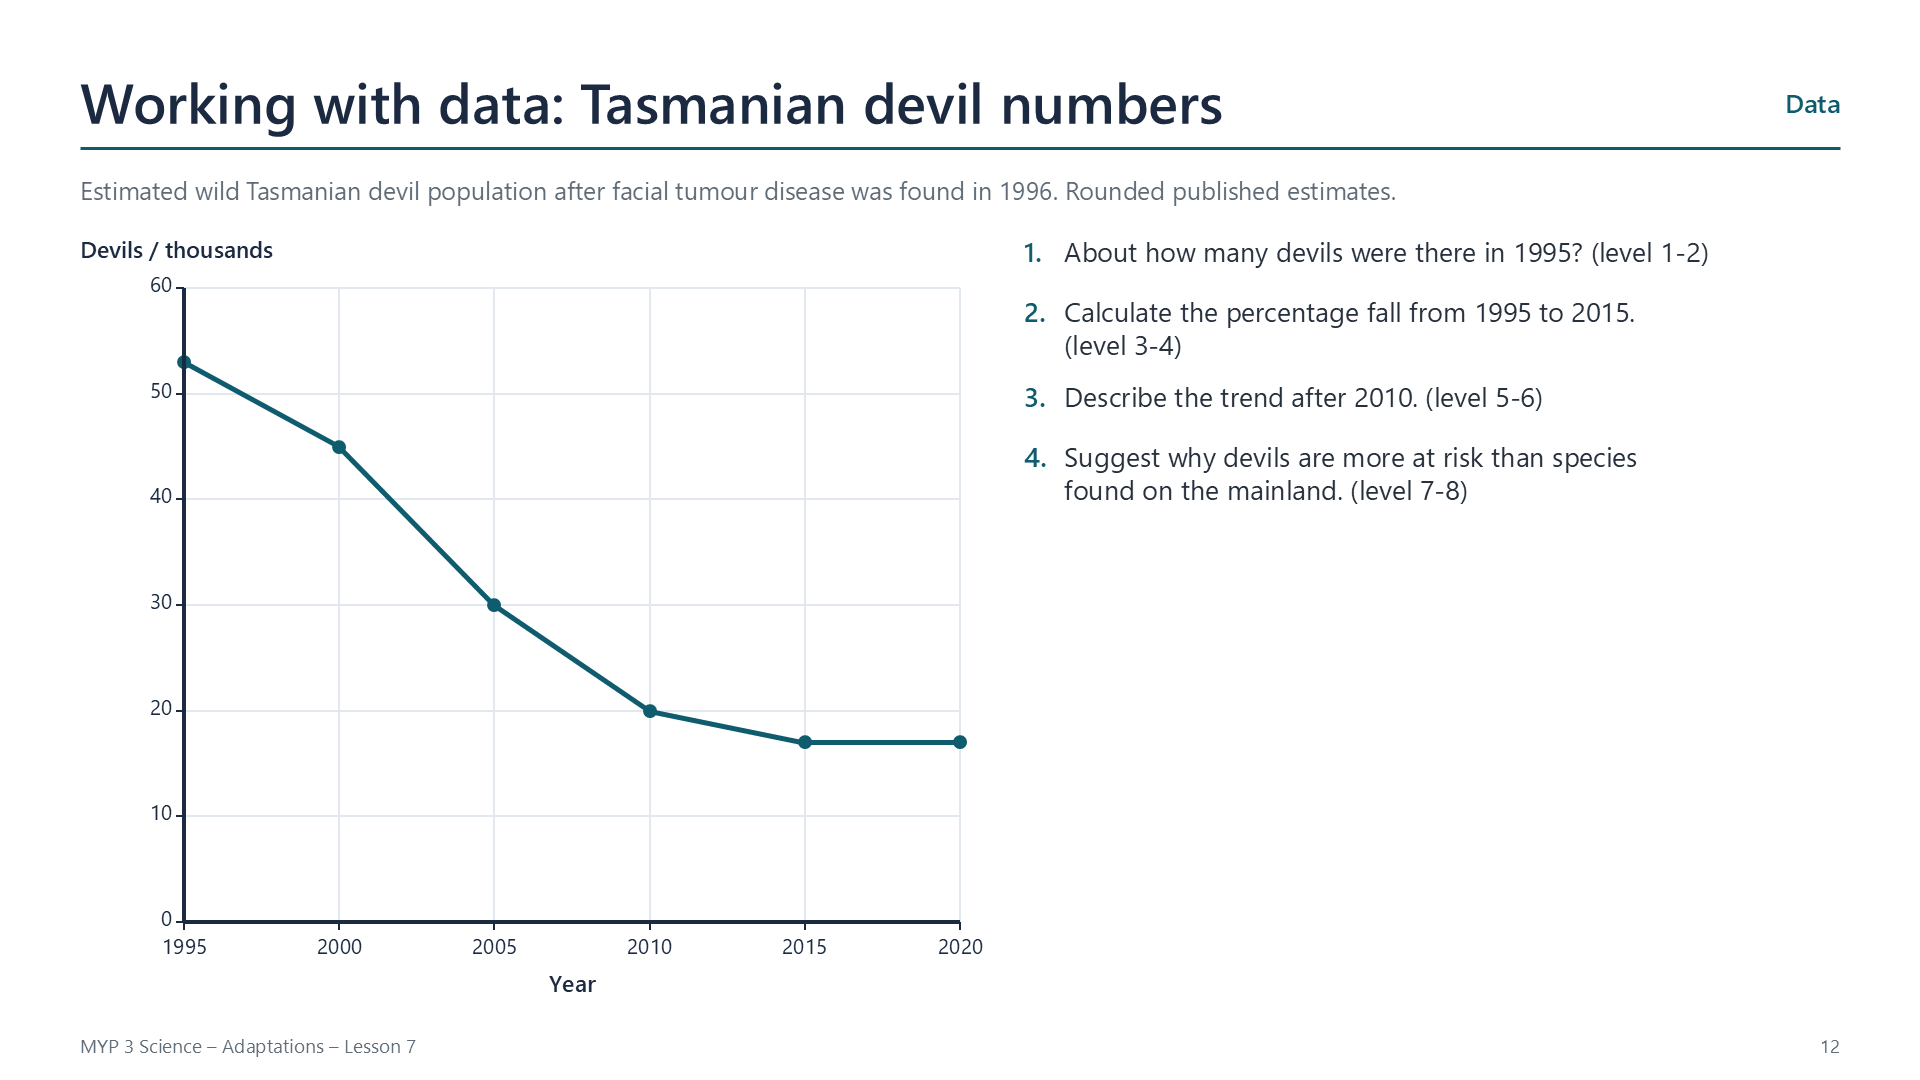 Working with data: Tasmanian devil numbers
Data
Estimated wild Tasmanian devil population after facial tumour disease was found in 1996. Rounded published estimates.
Devils / thousands
60
50
40
30
20
10
0
1995 2000 2005 2010 2015 2020
Year
1. About how many devils were there in 1995? (level 1-2)
2. Calculate the percentage fall from 1995 to 2015.
(level 3-4)
3. Describe the trend after 2010. (level 5-6)
4. Suggest why devils are more at risk than species
found on the mainland. (level 7-8)
MYP 3 Science – Adaptations – Lesson 7
12